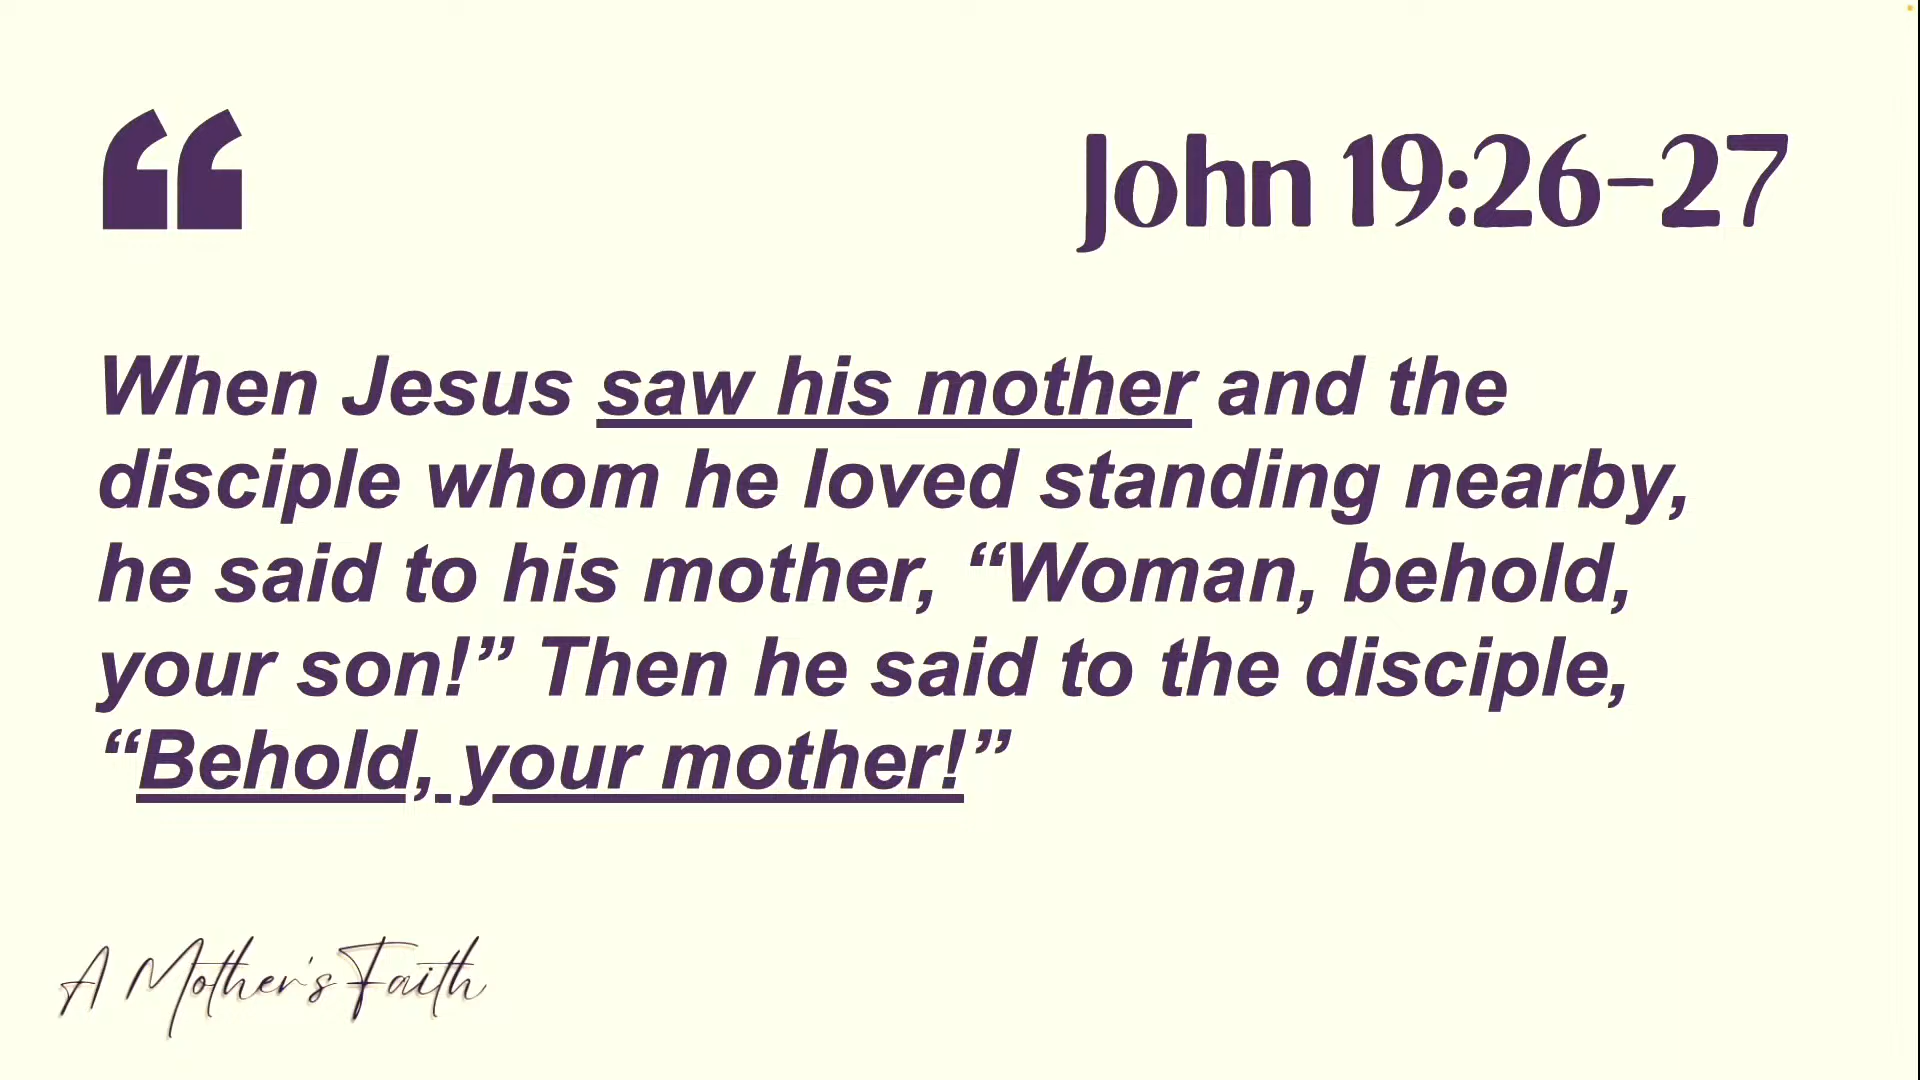 “
John 19:26–27
When Jesus saw his mother and the
disciple whom he loved standing nearby,
he said to his mother, “Woman, behold,
your son!” Then he said to the disciple,
“Behold, your mother!”
A Mother's Faith